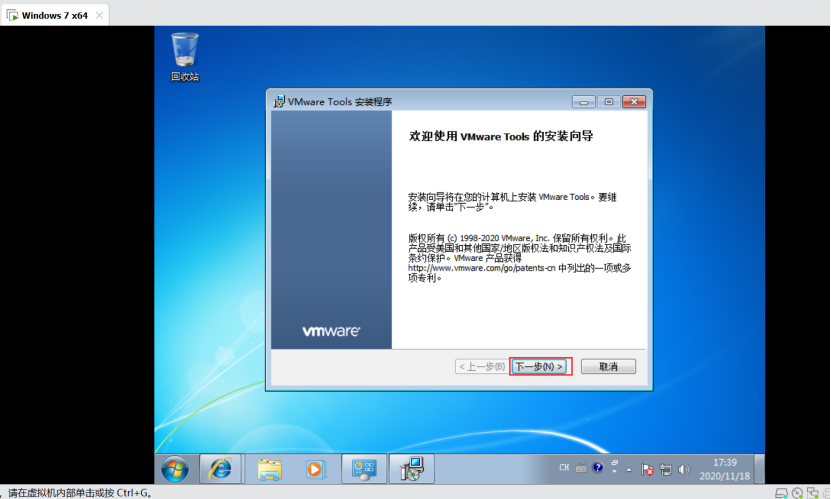 Windows 7 x64
回收站
VMware Tools 安装程序
欢迎使用 VMware Tools 的安装向导
安装向导将在您的计算机上安装 VMware Tools。要继
续，请单击"下一步"。
版权所有 (c) 1998-2020 VMware, Inc. 保留所有权利。此
产品受美国和其他国家/地区版权法和知识产权法及国际
条约保护。VMware 产品获得
http://www.vmware.com/go/patents-cn 中列出的一项或多
项专利。
vmware
< 上一步(B)
下一步(N) >
取消
CH
17:39
2020/11/18
，请在虚拟机内部单击或按 Ctrl+G。